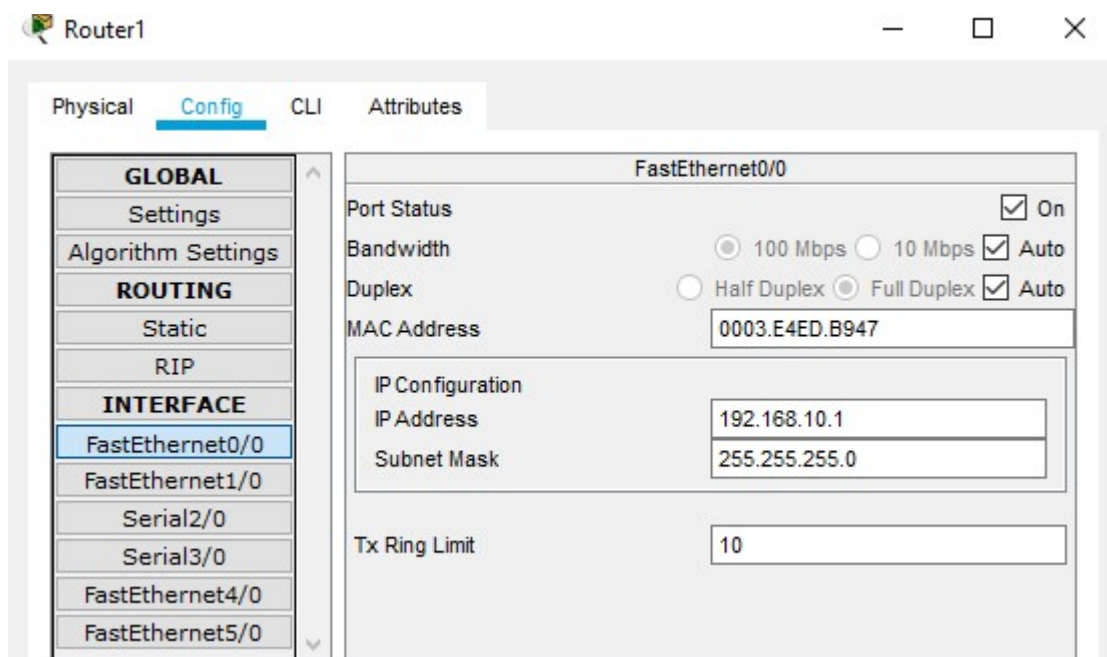 Router1
Physical Config CLI Attributes
GLOBAL
Settings
Algorithm Settings
ROUTING
Static
RIP
INTERFACE
FastEthernet0/0
FastEthernet1/0
Serial2/0
Serial3/0
FastEthernet4/0
FastEthernet5/0
FastEthernet0/0
Port Status On
Bandwidth 100 Mbps 10 Mbps Auto
Duplex Half Duplex Full Duplex Auto
MAC Address 0003.E4ED.B947
IP Configuration
IP Address 192.168.10.1
Subnet Mask 255.255.255.0
Tx Ring Limit 10